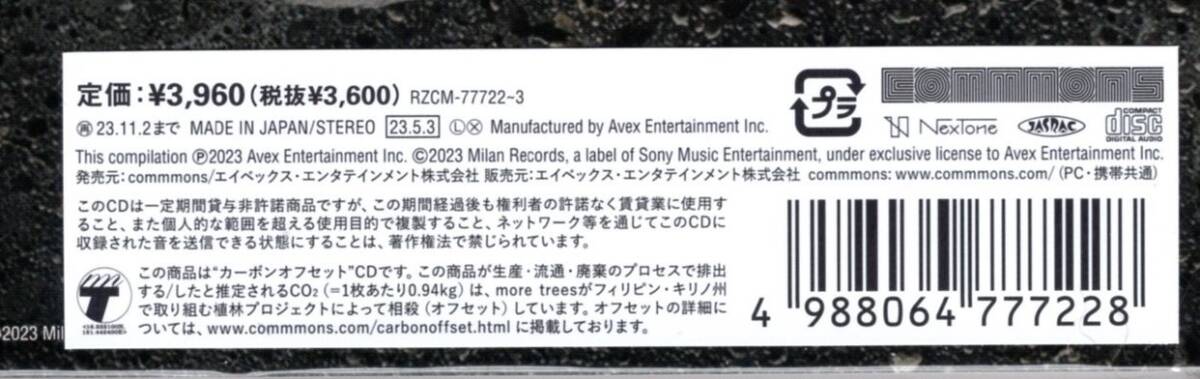 定価:¥3,960(税抜¥3,600) RZCM-77722~3
プラ
commmons
再 23.11.2まで MADE IN JAPAN/STEREO 23.5.3 Ⓛ Ⓧ Manufactured by Avex Entertainment Inc.
NexTone JASRAC COMPACT disc DIGITAL AUDIO
This compilation ℗2023 Avex Entertainment Inc. ©2023 Milan Records, a label of Sony Music Entertainment, under exclusive license to Avex Entertainment Inc.
発売元:commmons/エイベックス・エンタテインメント株式会社 販売元:エイベックス・エンタテインメント株式会社 commmons: www.commmons.com/(PC・携帯共通)
このCDは一定期間貸与非許諾商品ですが、この期間経過後も権利者の許諾なく賃貸業に使用す
ること、また個人的な範囲を超える使用目的で複製すること、ネットワーク等を通じてこのCDに
収録された音を送信できる状態にすることは、著作権法で禁じられています。
この商品は“カーボンオフセット”CDです。この商品が生産・流通・廃棄のプロセスで排出
する/したと推定されるCO₂(=1枚あたり0.94kg)は、more treesがフィリピン・キリノ州
で取り組む植林プロジェクトによって相殺(オフセット)しています。オフセットの詳細に
ついては、www.commmons.com/carbonoffset.html に掲載しております。
4 988064 777228
©2023 Mil